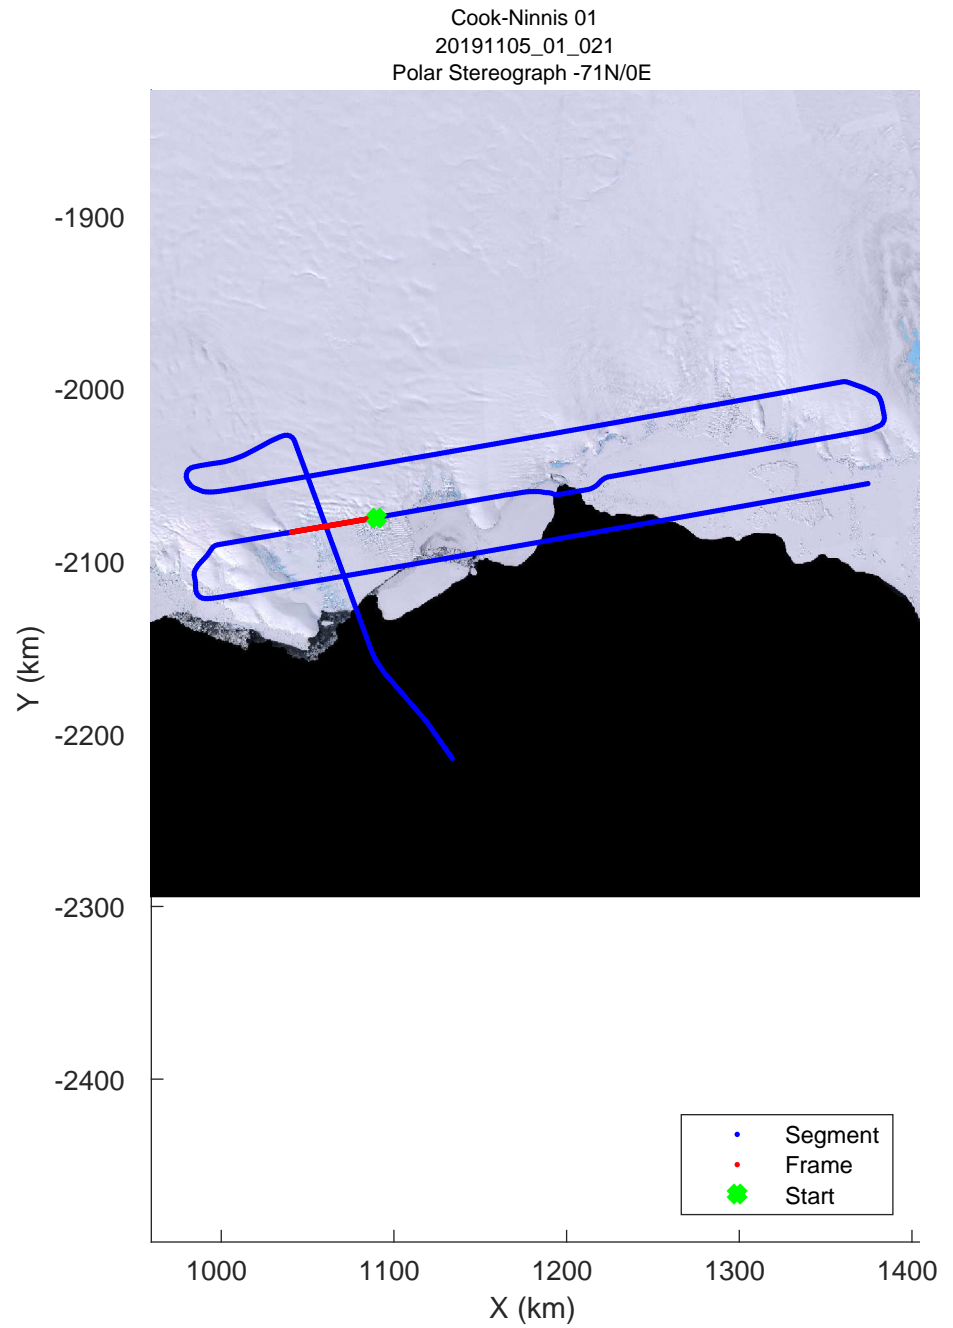 Cook-Ninnis 01
20191105_01_021
Polar Stereograph -71N/0E
-1900
-2000
-2100
-2200
-2300
-2400
Y (km)
Segment
Frame
Start
1000 1100 1200 1300 1400
X (km)